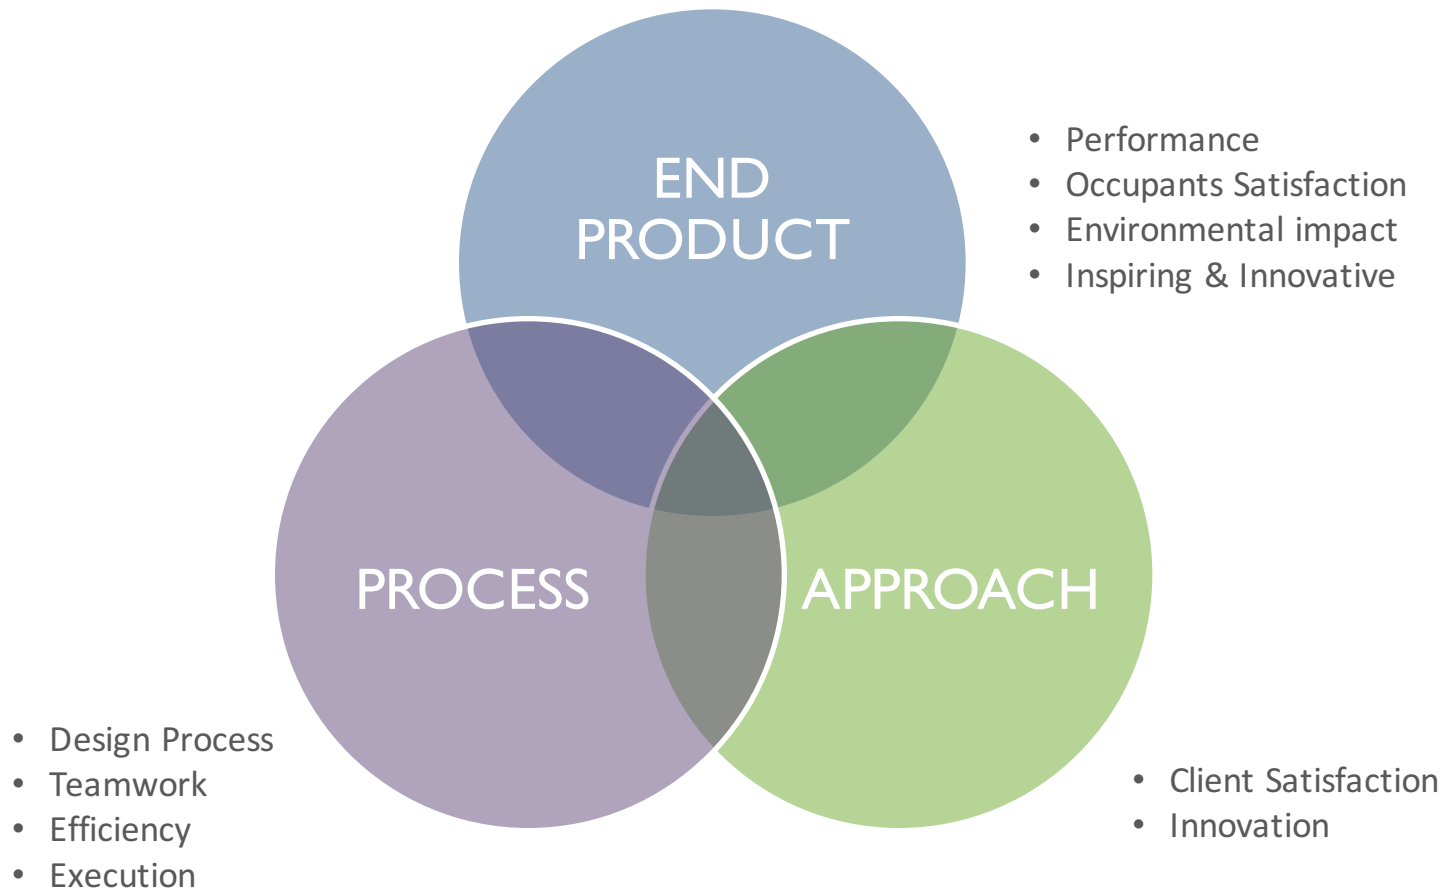 END
PRODUCT
• Performance
• Occupants Satisfaction
• Environmental impact
• Inspiring & Innovative
PROCESS
APPROACH
• Design Process
• Teamwork
• Efficiency
• Execution
• Client Satisfaction
• Innovation